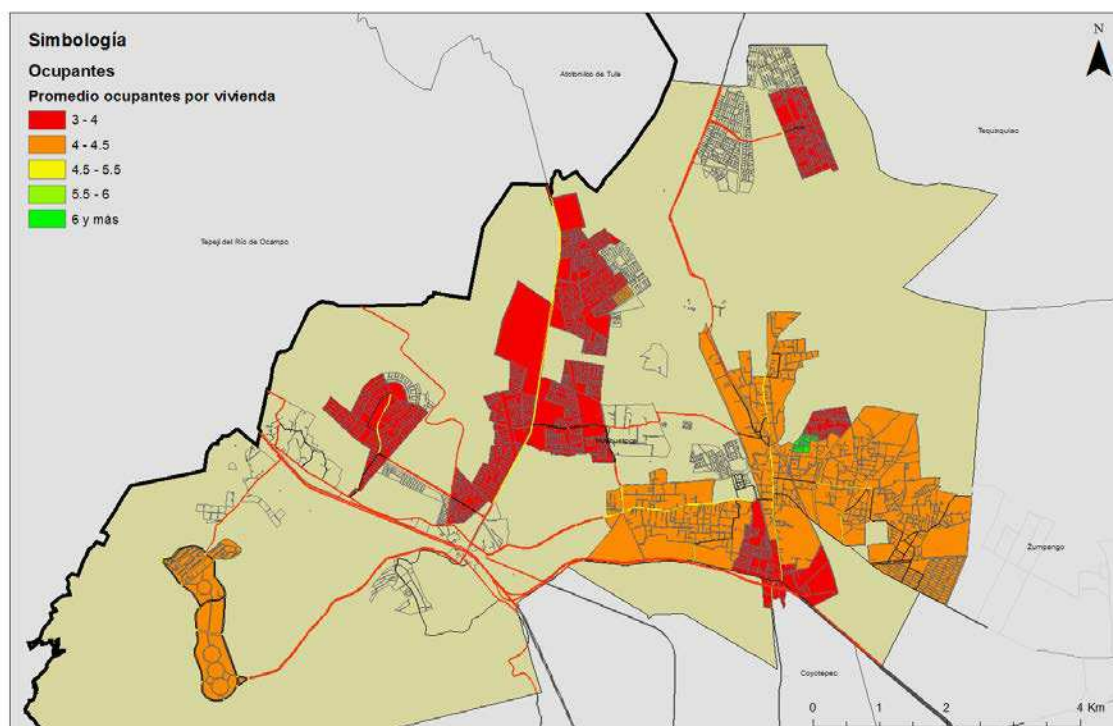 Simbología
Ocupantes
Promedio ocupantes por vivienda
3 - 4
4 - 4.5
4.5 - 5.5
5.5 - 6
6 y más
N
Atotonilco de Tula
Tequixquiac
Tepeji del Río de Ocampo
Huehuetoca
Zumpango
Coyotepec
0 1 2 4 Km